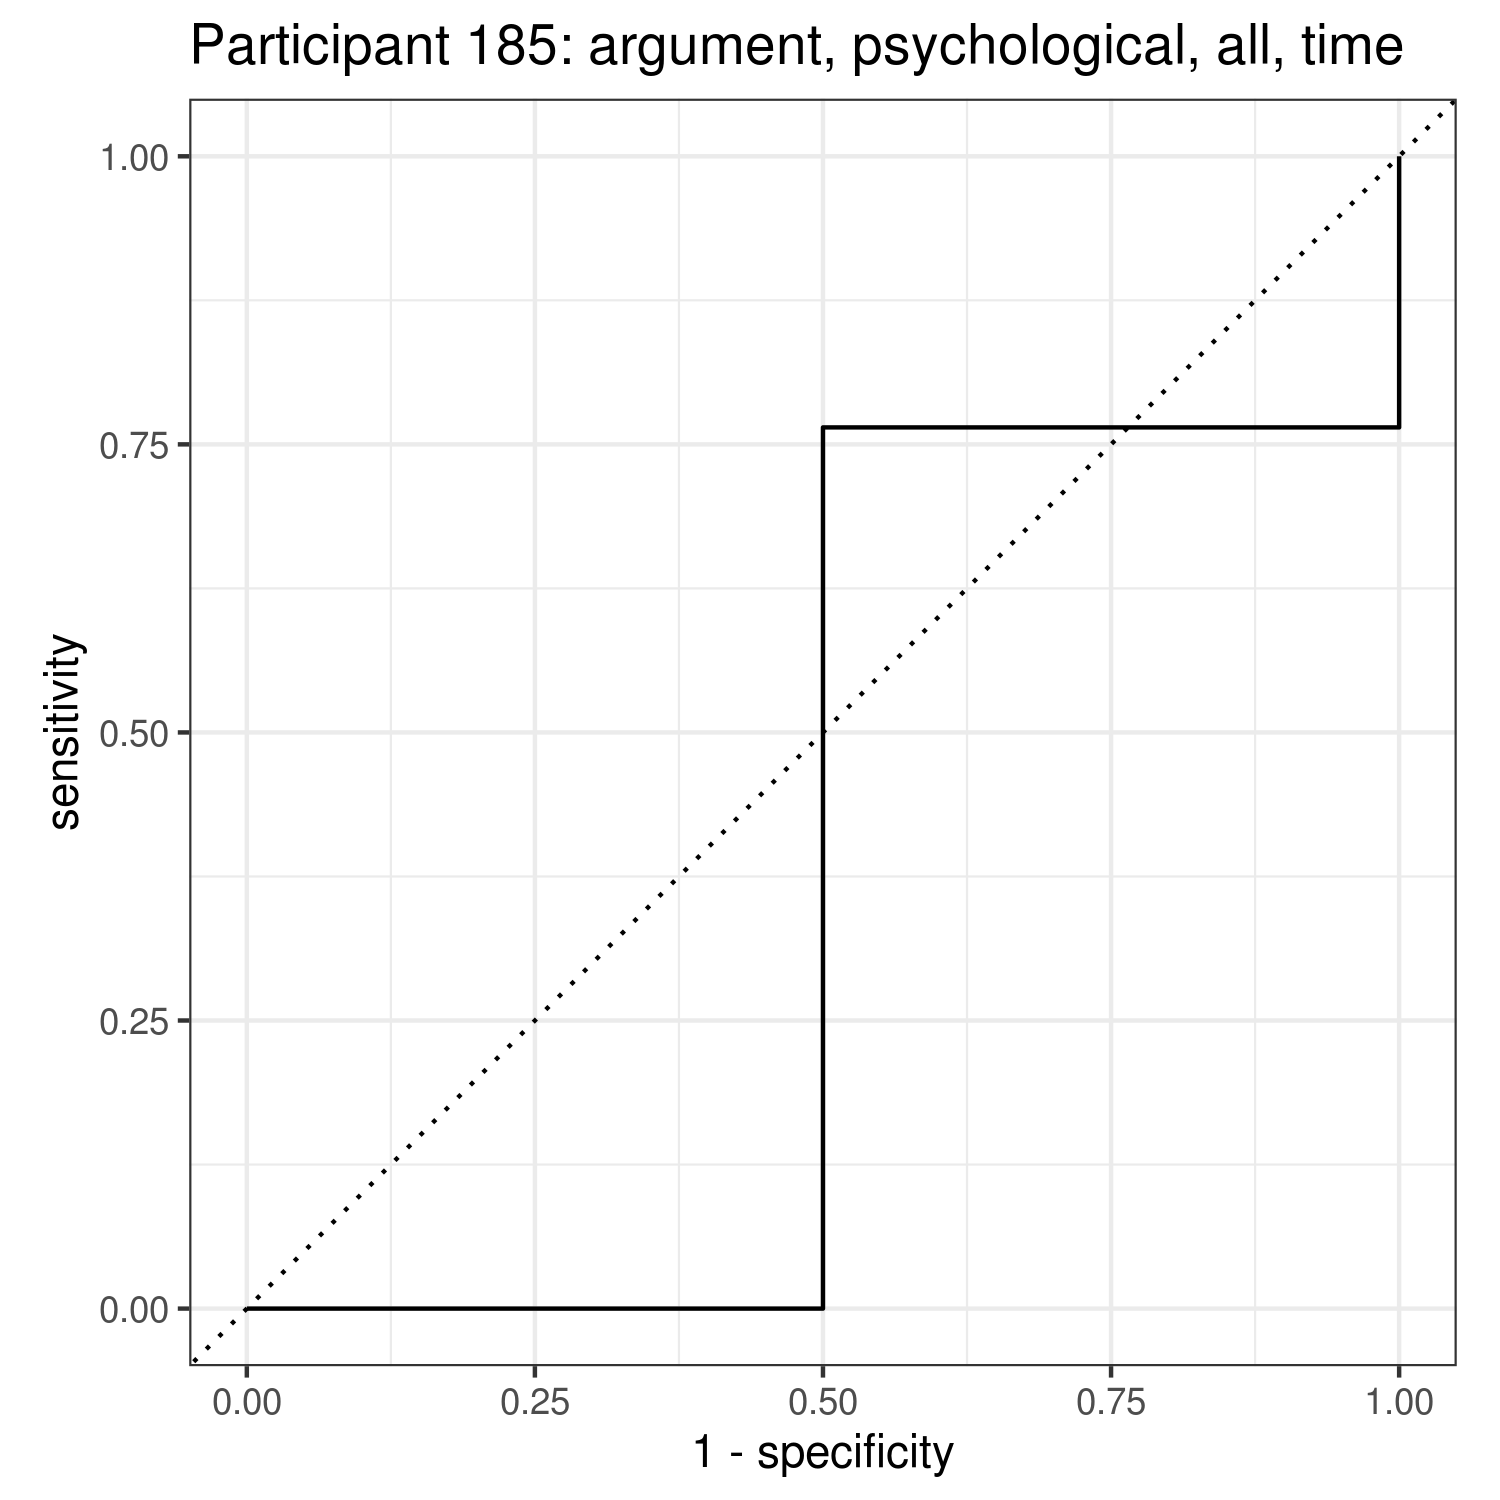 Participant 185: argument, psychological, all, time
1.00
0.75
0.50
0.25
0.00
sensitivity
0.00 0.25 0.50 0.75 1.00
1 - specificity